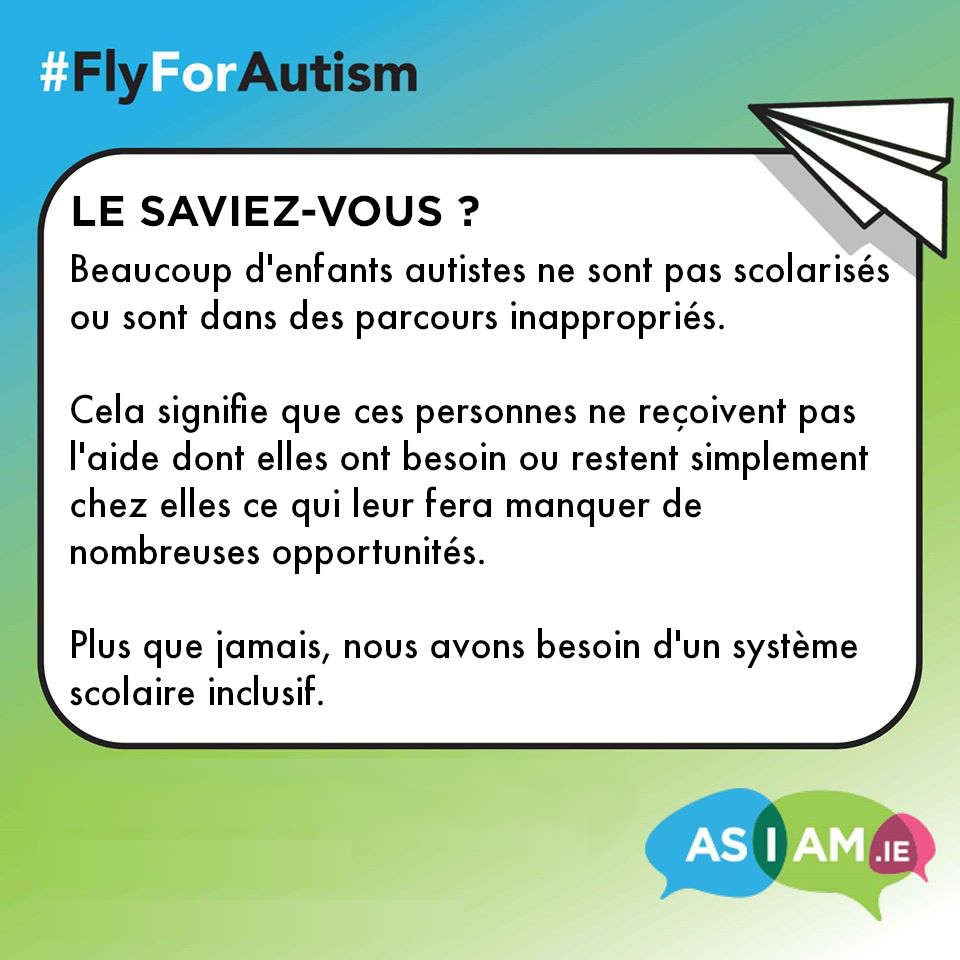 #FlyForAutism
LE SAVIEZ-VOUS ?
Beaucoup d'enfants autistes ne sont pas scolarisés
ou sont dans des parcours inappropriés.
Cela signifie que ces personnes ne reçoivent pas
l'aide dont elles ont besoin ou restent simplement
chez elles ce qui leur fera manquer de
nombreuses opportunités.
Plus que jamais, nous avons besoin d'un système
scolaire inclusif.
AS I AM .IE